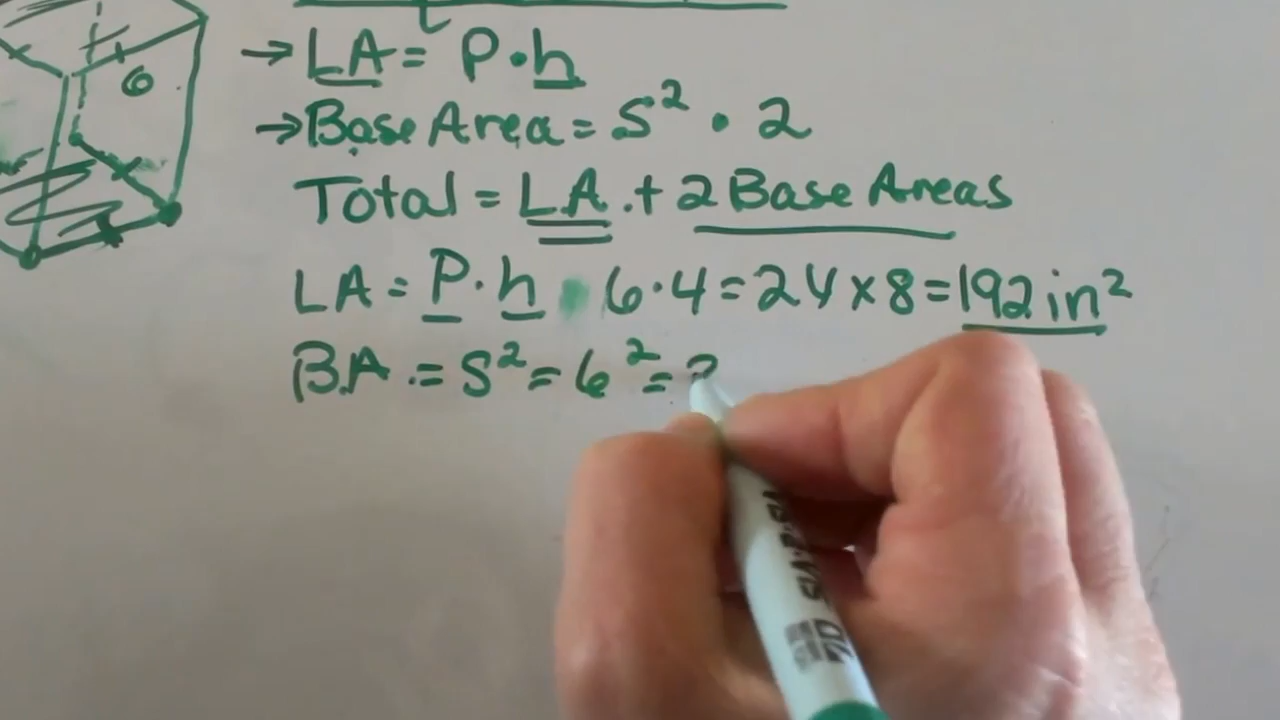 6
→LA = P·h
→Base Area = S² · 2
Total = LA + 2 Base Areas
LA = P·h 6·4 = 24 x 8 = 192 in²
B.A = S² = 6² =